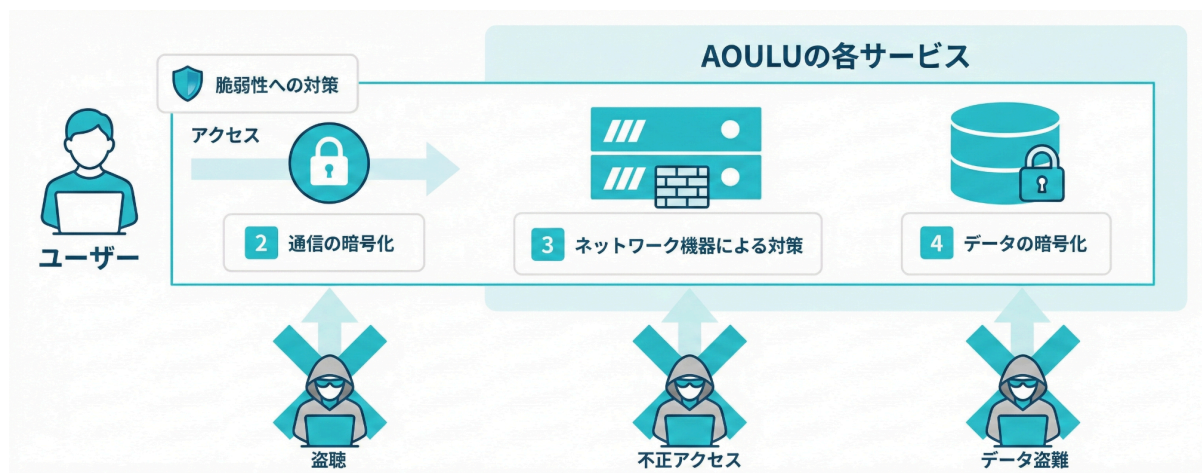 AOULUの各サービス
脆弱性への対策
アクセス
ユーザー
2 通信の暗号化
3 ネットワーク機器による対策
4 データの暗号化
盗聴
不正アクセス
データ盗難